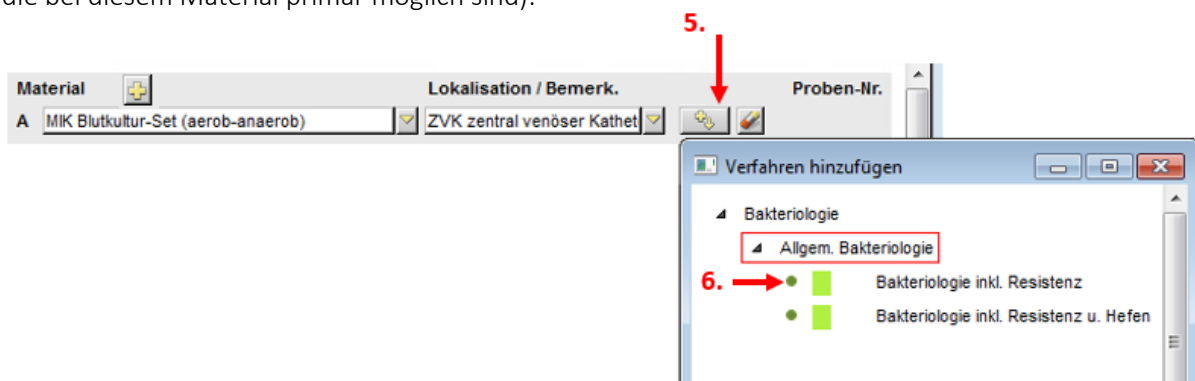 die bei diesem Material primär möglich sind):
5.
Material Lokalisation / Bemerk. Proben-Nr.
A MIK Blutkultur-Set (aerob-anaerob) ZVK zentral venöser Kathet
Verfahren hinzufügen
Bakteriologie
Allgem. Bakteriologie
6. Bakteriologie inkl. Resistenz
Bakteriologie inkl. Resistenz u. Hefen